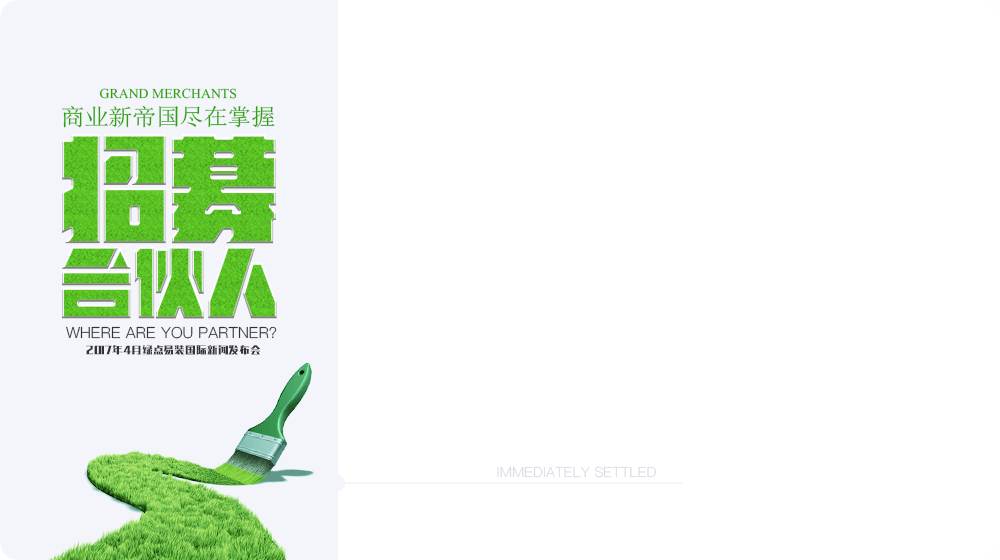 GRAND MERCHANTS
商业新帝国尽在掌握
招募
合伙人
WHERE ARE YOU PARTNER?
2017年4月绿点易装国际新闻发布会
IMMEDIATELY SETTLED